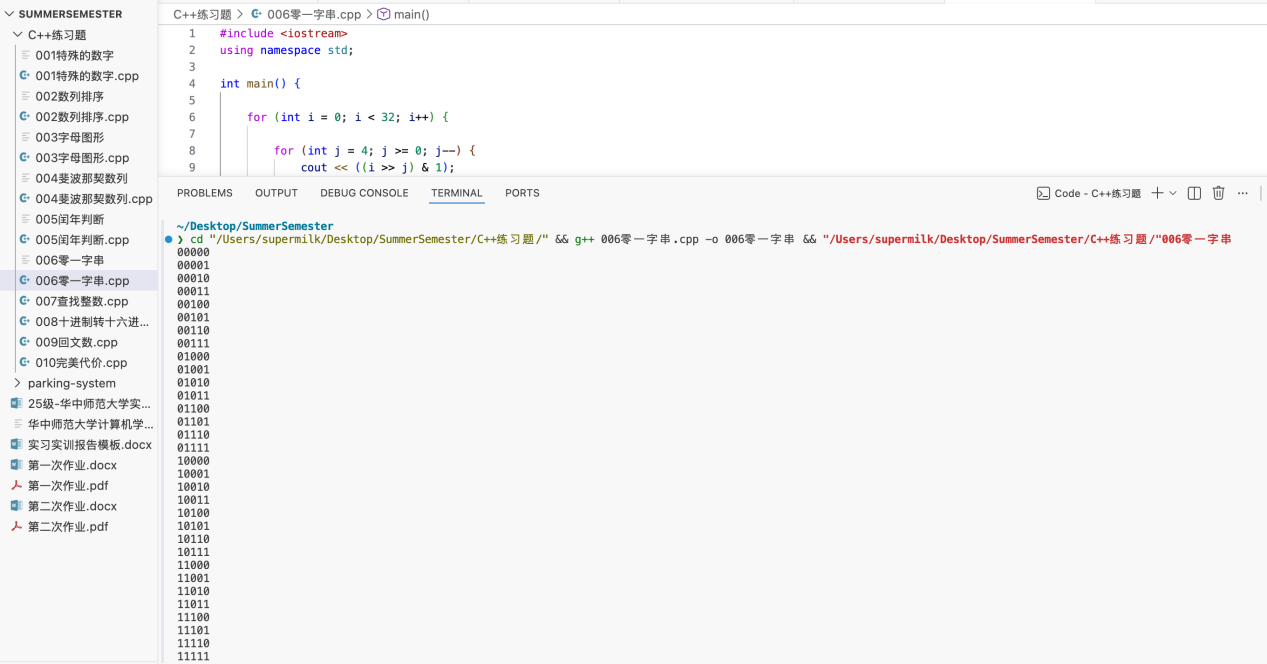 SUMMERSEMESTER
C++练习题
001特殊的数字
001特殊的数字.cpp
002数列排序
002数列排序.cpp
003字母图形
003字母图形.cpp
004斐波那契数列
004斐波那契数列.cpp
005闰年判断
005闰年判断.cpp
006零一字串
006零一字串.cpp
007查找整数.cpp
008十进制转十六进...
009回文数.cpp
010完美代价.cpp
parking-system
25级-华中师范大学实...
华中师范大学计算机学...
实习实训报告模板.docx
第一次作业.docx
第一次作业.pdf
第二次作业.docx
第二次作业.pdf
C++练习题 > 006零一字串.cpp > main()
1 #include <iostream>
2 using namespace std;
3
4 int main() {
5
6 for (int i = 0; i < 32; i++) {
7
8 for (int j = 4; j >= 0; j--) {
9 cout << ((i >> j) & 1);
PROBLEMS OUTPUT DEBUG CONSOLE TERMINAL PORTS
Code - C++练习题
~/Desktop/SummerSemester
❯ cd "/Users/supermilk/Desktop/SummerSemester/C++练习题/" && g++ 006零一字串.cpp -o 006零一字串 && "/Users/supermilk/Desktop/SummerSemester/C++练习题/"006零一字串
00000
00001
00010
00011
00100
00101
00110
00111
01000
01001
01010
01011
01100
01101
01110
01111
10000
10001
10010
10011
10100
10101
10110
10111
11000
11001
11010
11011
11100
11101
11110
11111